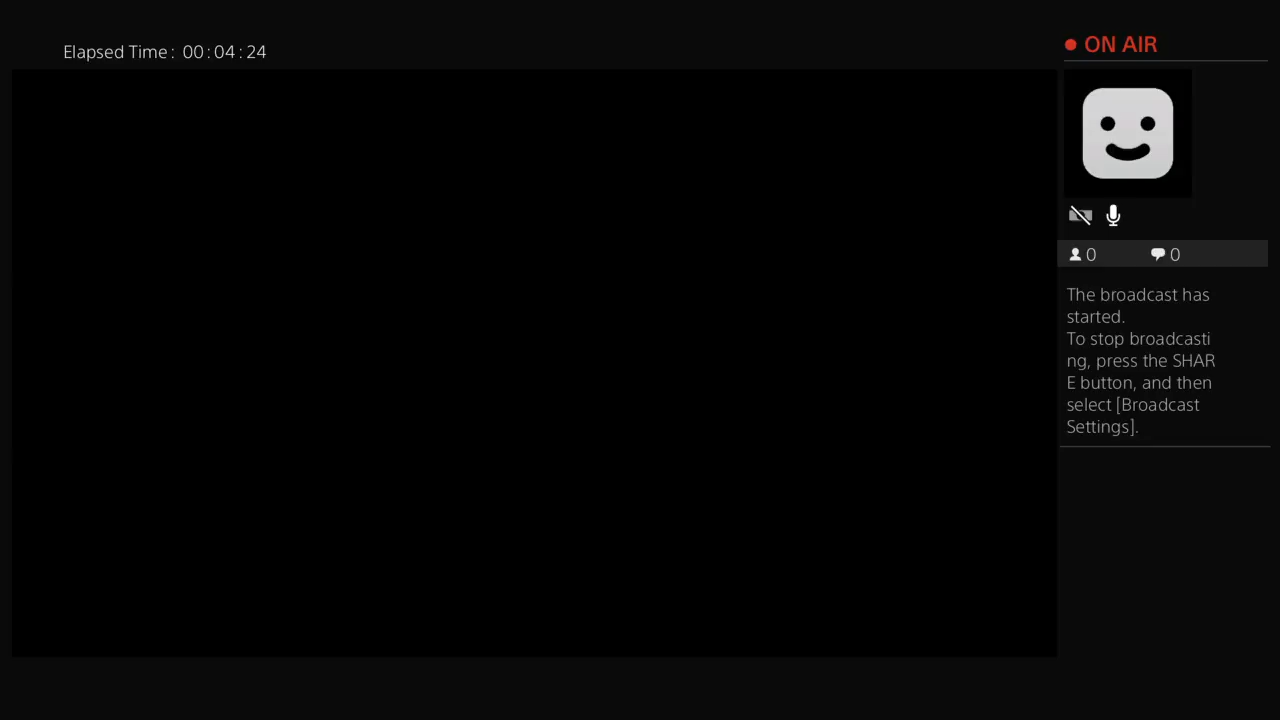 Elapsed Time: 00:04:24
ON AIR
0 0
The broadcast has
started.
To stop broadcasti
ng, press the SHAR
E button, and then
select [Broadcast
Settings].